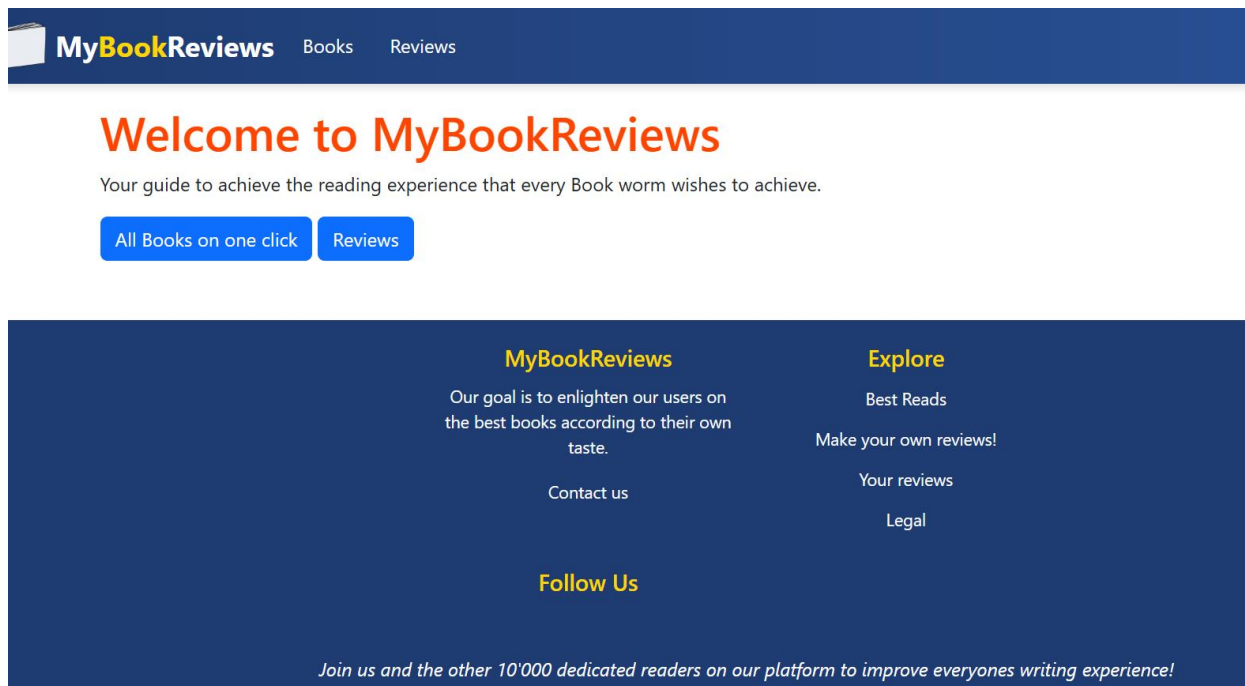 MyBookReviews Books Reviews
Welcome to MyBookReviews
Your guide to achieve the reading experience that every Book worm wishes to achieve.
All Books on one click Reviews
MyBookReviews
Our goal is to enlighten our users on
the best books according to their own
taste.
Contact us
Explore
Best Reads
Make your own reviews!
Your reviews
Legal
Follow Us
Join us and the other 10'000 dedicated readers on our platform to improve everyones writing experience!